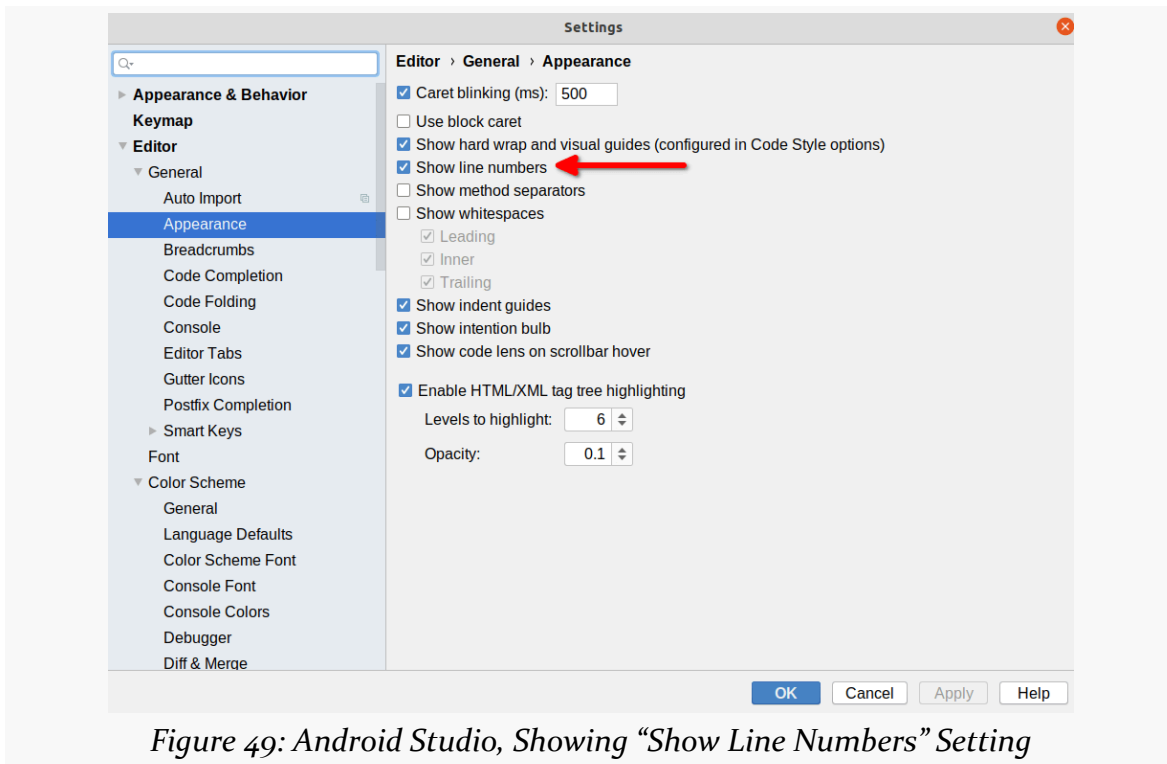 Settings
Appearance & Behavior
Keymap
Editor
General
Auto Import
Appearance
Breadcrumbs
Code Completion
Code Folding
Console
Editor Tabs
Gutter Icons
Postfix Completion
Smart Keys
Font
Color Scheme
General
Language Defaults
Color Scheme Font
Console Font
Console Colors
Debugger
Diff & Merge
Editor › General › Appearance
Caret blinking (ms): 500
Use block caret
Show hard wrap and visual guides (configured in Code Style options)
Show line numbers
Show method separators
Show whitespaces
Leading
Inner
Trailing
Show indent guides
Show intention bulb
Show code lens on scrollbar hover
Enable HTML/XML tag tree highlighting
Levels to highlight: 6
Opacity: 0.1
OK Cancel Apply Help
Figure 49: Android Studio, Showing “Show Line Numbers” Setting